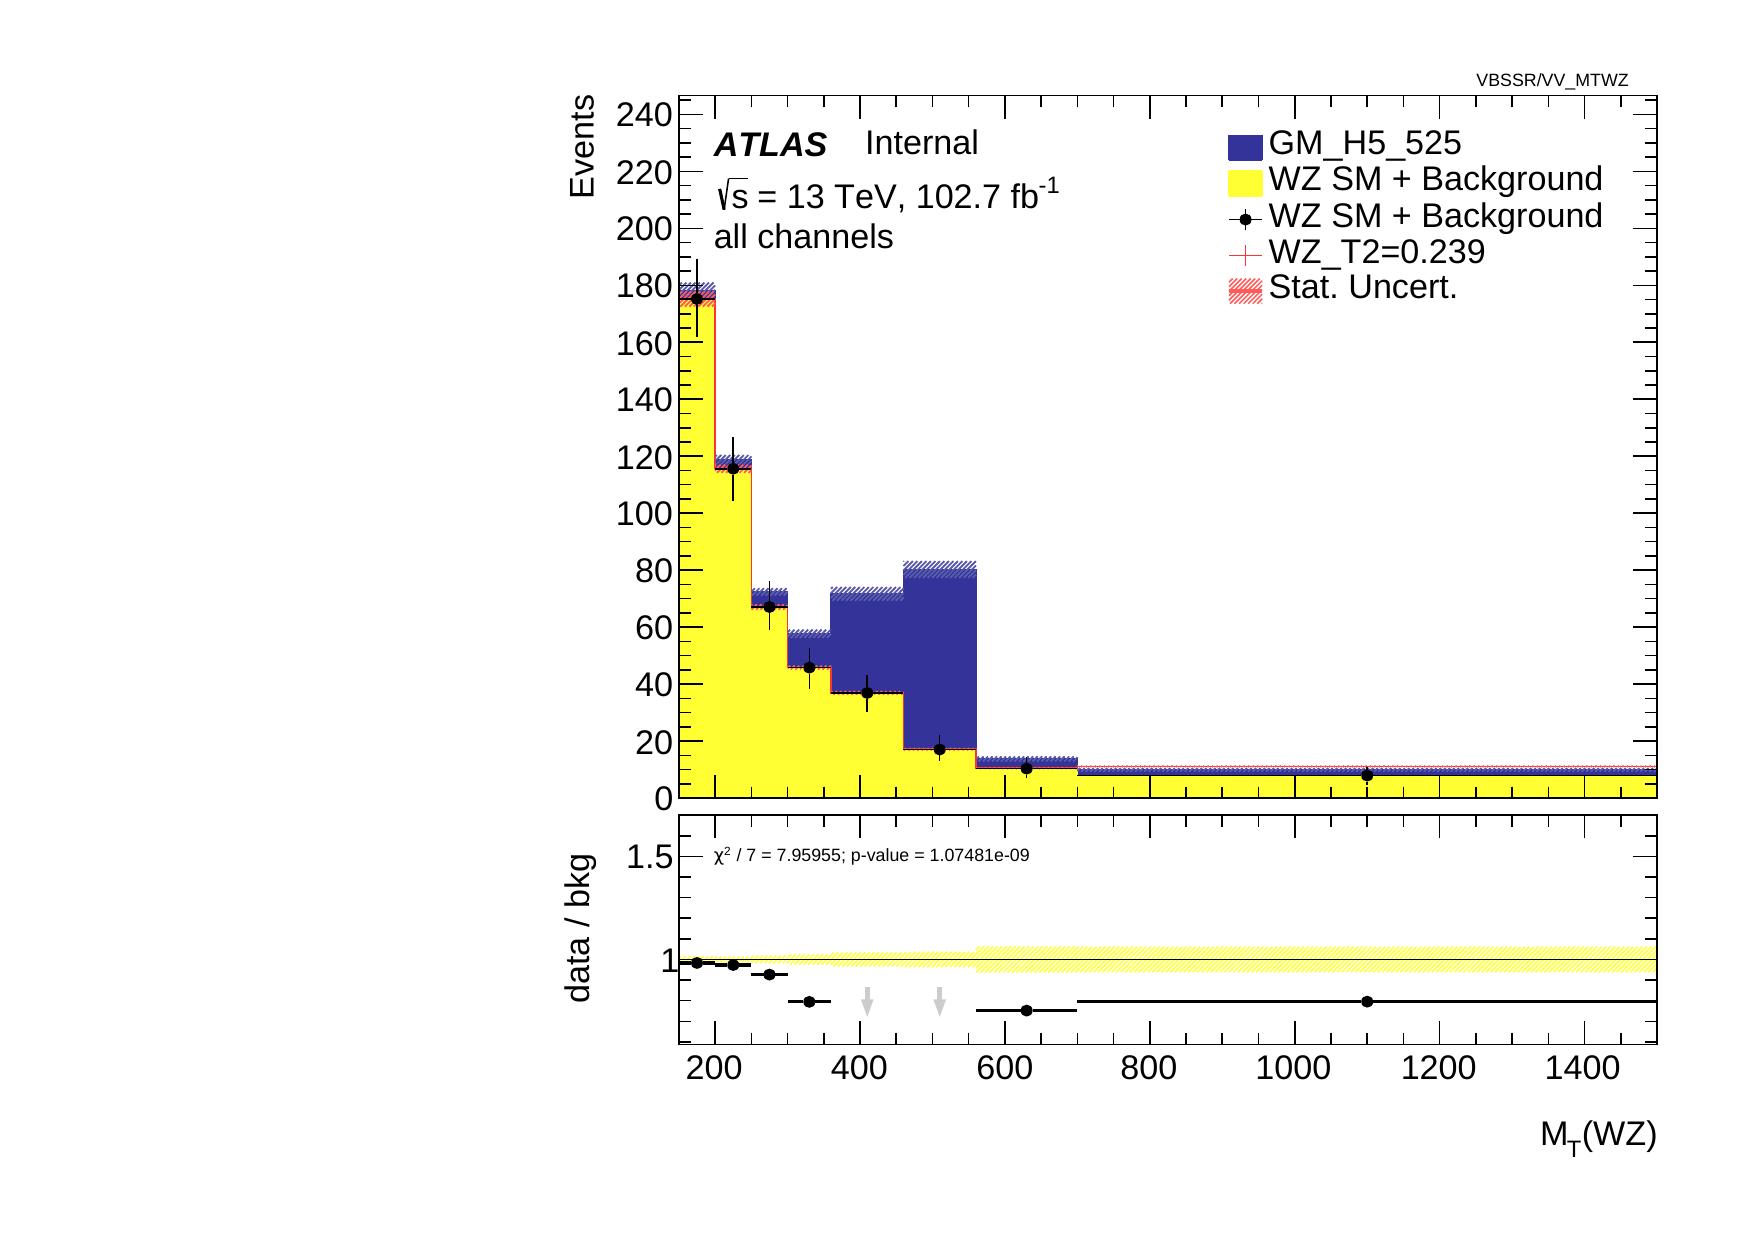 VBSSR/VV_MTWZ
Events
240
220
200
180
160
140
120
100
80
60
40
20
0
ATLAS Internal
√s = 13 TeV, 102.7 fb-1
all channels
GM_H5_525
WZ SM + Background
WZ SM + Background
WZ_T2=0.239
Stat. Uncert.
data / bkg
1.5
1
χ2 / 7 = 7.95955; p-value = 1.07481e-09
200 400 600 800 1000 1200 1400
MT(WZ)